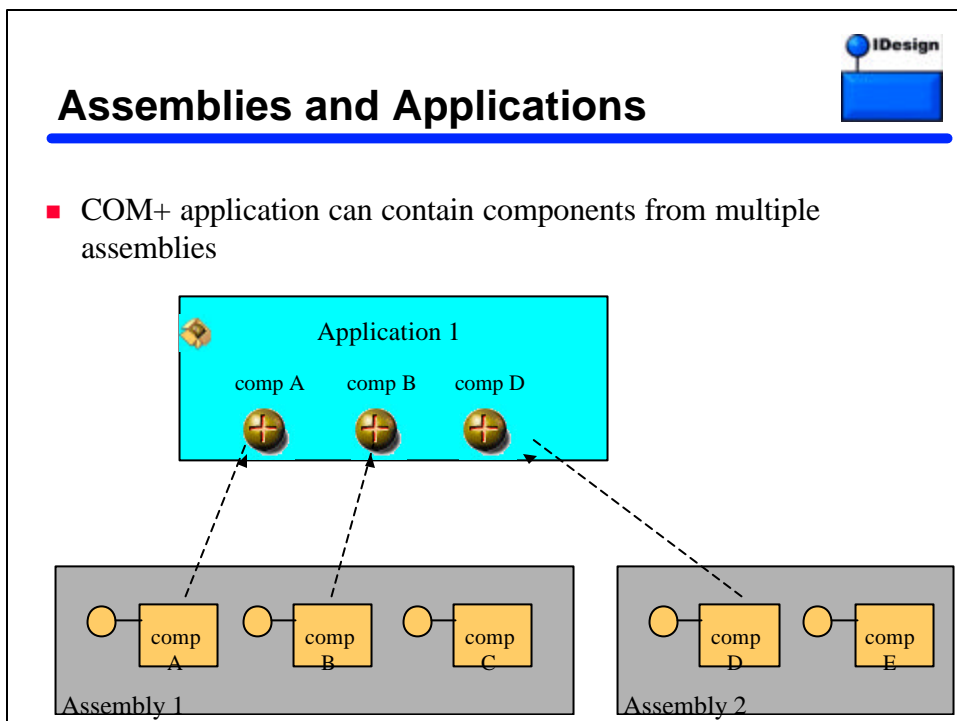 IDesign
Assemblies and Applications
COM+ application can contain components from multiple
assemblies
Application 1
comp A comp B comp D
comp
A
comp
B
comp
C
Assembly 1
comp
D
comp
E
Assembly 2